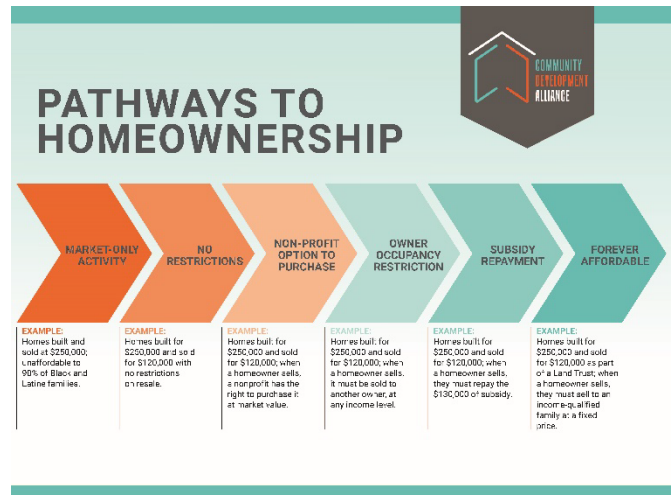 COMMUNITY
DEVELOPMENT
ALLIANCE
PATHWAYS TO
HOMEOWNERSHIP
MARKET-ONLY
ACTIVITY
NO
RESTRICTIONS
NON-PROFIT
OPTION TO
PURCHASE
OWNER
OCCUPANCY
RESTRICTION
SUBSIDY
REPAYMENT
FOREVER
AFFORDABLE
EXAMPLE:
Homes built and
sold at $250,000;
unaffordable to
90% of Black and
Latine families.
EXAMPLE:
Homes built for
$250,000 and sold
for $120,000 with
no restrictions
on resale.
EXAMPLE:
Homes built for
$250,000 and sold
for $120,000; when
a homeowner sells,
a nonprofit has the
right to purchase it
at market value.
EXAMPLE:
Homes built for
$250,000 and sold
for $120,000; when
a homeowner sells,
it must be sold to
another owner, at
any income level.
EXAMPLE:
Homes built for
$250,000 and sold
for $120,000; when
a homeowner sells,
they must repay the
$130,000 of subsidy.
EXAMPLE:
Homes built for
$250,000 and sold
for $120,000 as part
of a Land Trust; when
a homeowner sells,
they must sell to an
income-qualified
family at a fixed
price.